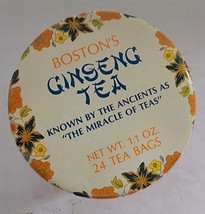 BOSTON'S
GINSENG
TEA
KNOWN BY THE ANCIENTS AS
"THE MIRACLE OF TEAS"
NET WT. 1.1 OZ.
24 TEA BAGS